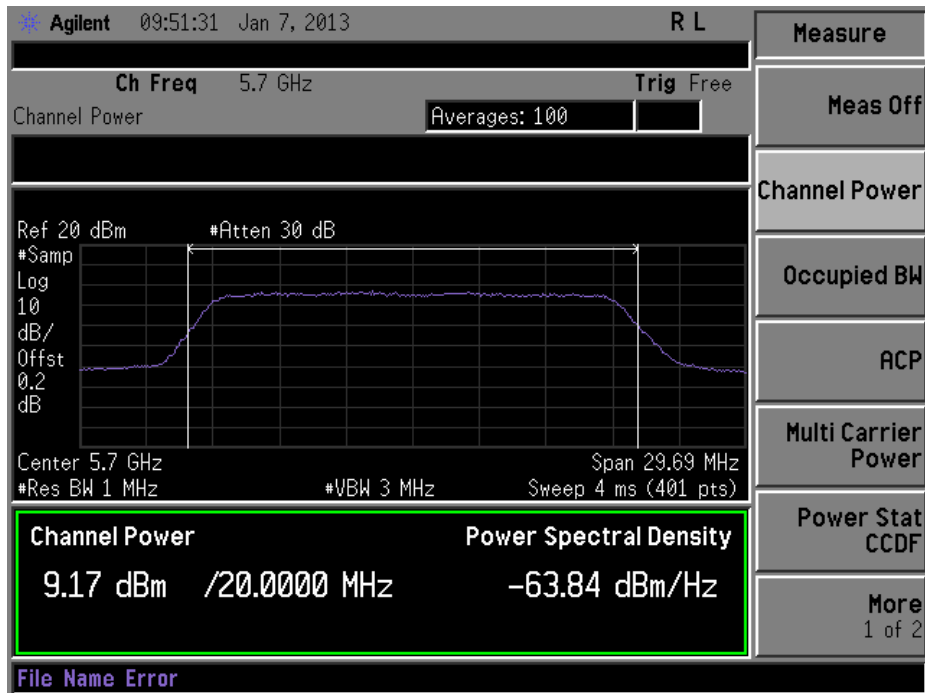 Agilent 09:51:31 Jan 7, 2013 R L
Measure
Ch Freq 5.7 GHz Trig Free
Channel Power Averages: 100
Meas Off
Channel Power
Occupied BW
ACP
Multi Carrier
Power
Power Stat
CCDF
More
1 of 2
Ref 20 dBm #Atten 30 dB
#Samp
Log
10
dB/
Offst
0.2
dB
Center 5.7 GHz Span 29.69 MHz
#Res BW 1 MHz #VBW 3 MHz Sweep 4 ms (401 pts)
Channel Power Power Spectral Density
9.17 dBm /20.0000 MHz -63.84 dBm/Hz
File Name Error